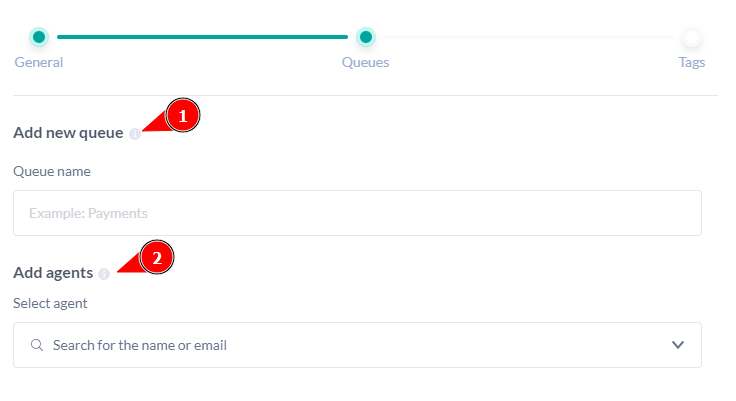 General Queues Tags
Add new queue
1
Queue name
Example: Payments
Add agents
2
Select agent
Search for the name or email